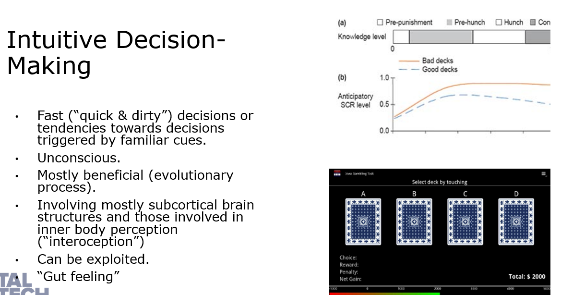 Intuitive Decision-
Making
• Fast (“quick & dirty”) decisions or
tendencies towards decisions
triggered by familiar cues.
• Unconscious.
• Mostly beneficial (evolutionary
process).
• Involving mostly subcortical brain
structures and those involved in
inner body perception
(“interoception”)
• Can be exploited.
• “Gut feeling”
TAL
TECH
(a) Pre-punishment Pre-hunch Hunch Con
Knowledge level
0
Bad decks
Good decks
(b)
Anticipatory
SCR level
1.0
0.5
0.0
Select deck by touching
A B C D
Choice:
Reward:
Penalty:
Net Gain:
Total: $ 2000